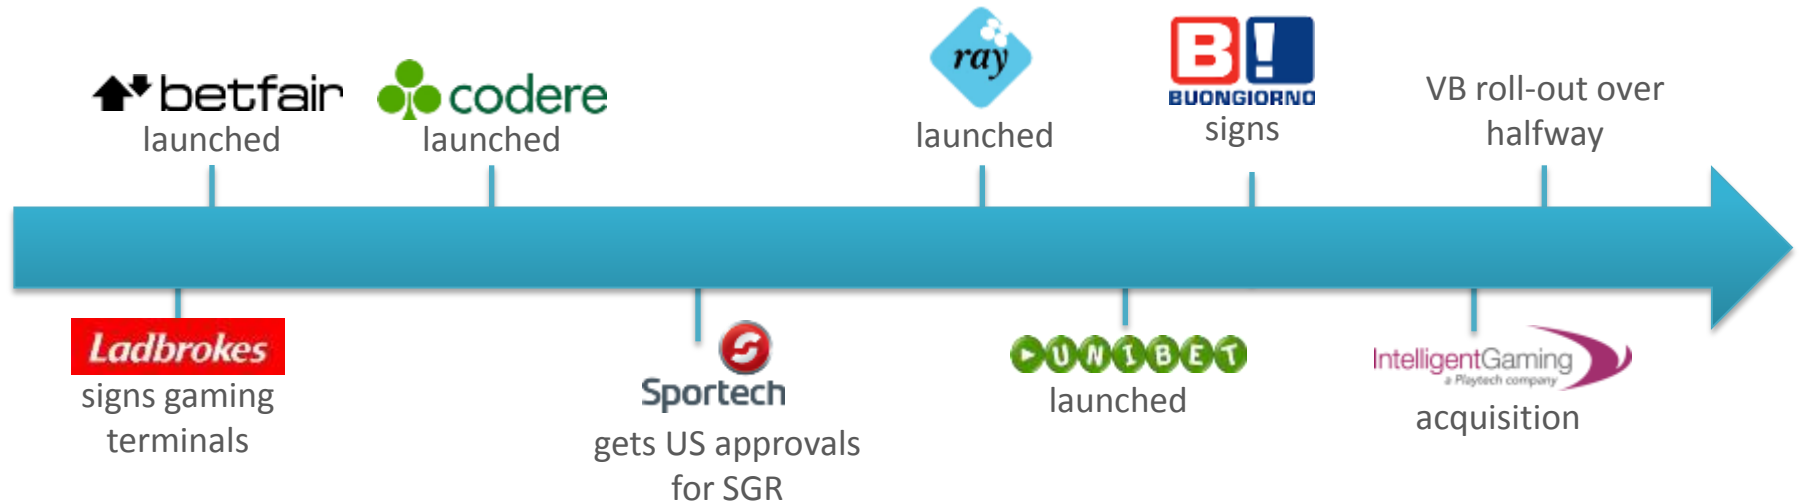 betfair
launched
codere
launched
ray
launched
B!
BUONGIORNO
signs
VB roll-out over
halfway
Ladbrokes
signs gaming
terminals
S
Sportech
gets US approvals
for SGR
UNIBET
launched
IntelligentGaming
a Playtech company
acquisition